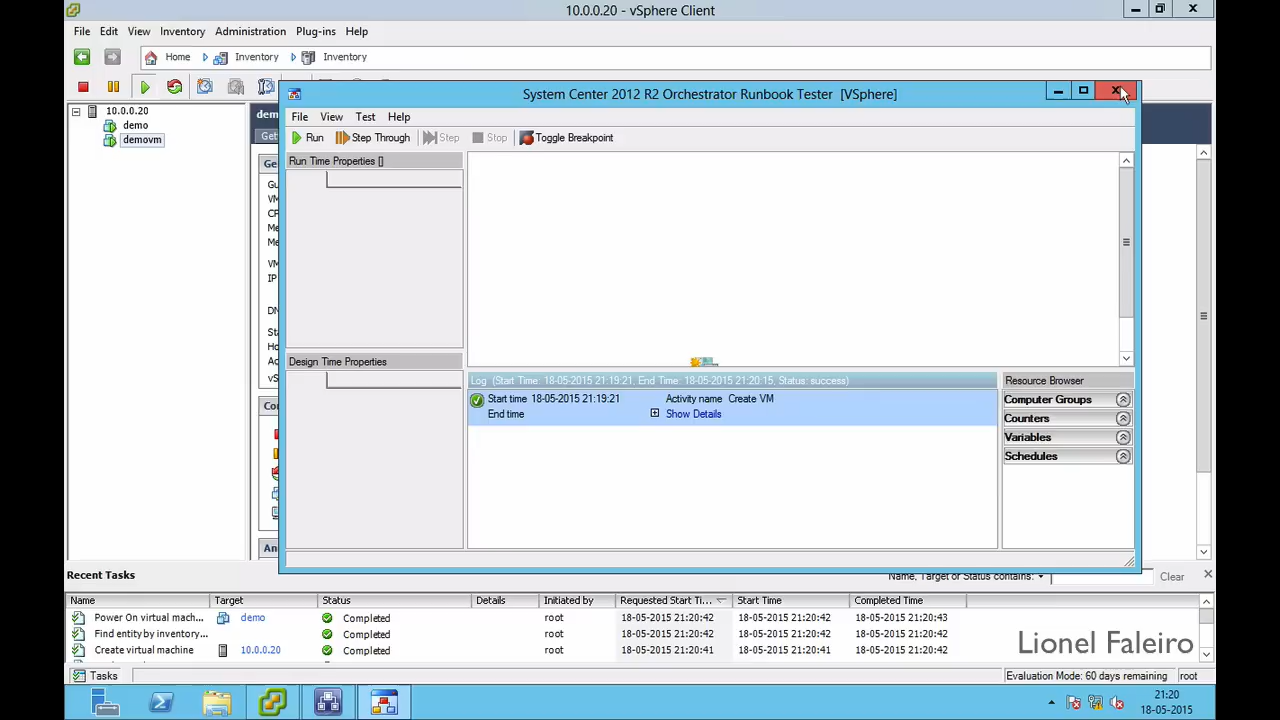 10.0.0.20 - vSphere Client
File Edit View Inventory Administration Plug-ins Help
Home Inventory Inventory
System Center 2012 R2 Orchestrator Runbook Tester [VSphere]
10.0.0.20
demo
demovm
File View Test Help
Run Step Through Step Stop Toggle Breakpoint
Run Time Properties []
Design Time Properties
Log (Start Time: 18-05-2015 21:19:21, End Time: 18-05-2015 21:20:15, Status: success)
Start time 18-05-2015 21:19:21 Activity name Create VM
End time Show Details
Resource Browser
Computer Groups
Counters
Variables
Schedules
Recent Tasks
Name, Target or Status contains: Clear
Name Target Status Details Initiated by Requested Start Ti... Start Time Completed Time
Power On virtual mach... demo Completed root 18-05-2015 21:20:42 18-05-2015 21:20:42 18-05-2015 21:20:43
Find entity by inventory... Completed root 18-05-2015 21:20:42 18-05-2015 21:20:42 18-05-2015 21:20:42
Create virtual machine 10.0.0.20 Completed root 18-05-2015 21:20:41 18-05-2015 21:20:41 18-05-2015 21:20:42
Lionel Faleiro
Tasks Evaluation Mode: 60 days remaining root
21:20
18-05-2015